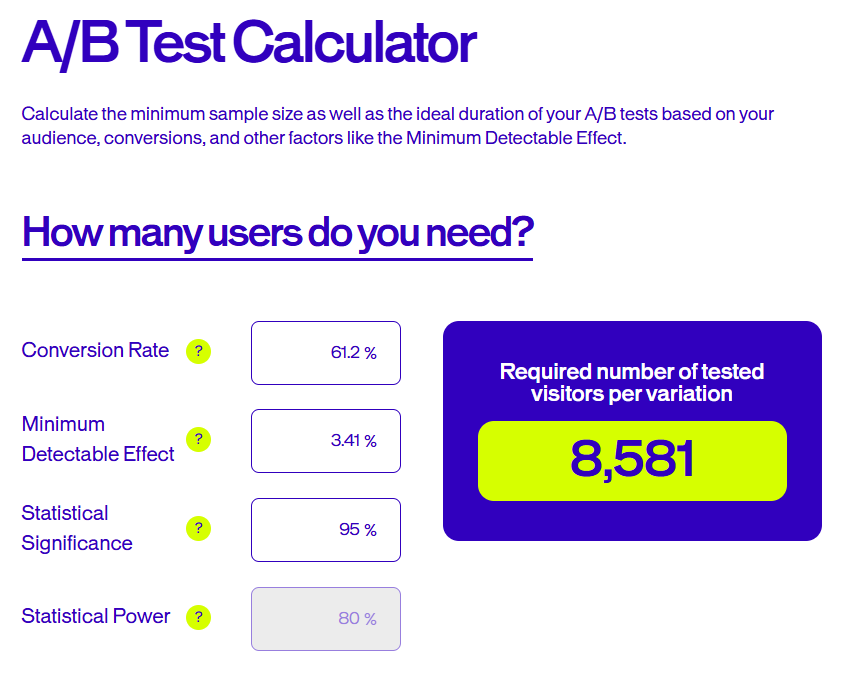 A/B Test Calculator
Calculate the minimum sample size as well as the ideal duration of your A/B tests based on your
audience, conversions, and other factors like the Minimum Detectable Effect.
How many users do you need?
Conversion Rate ? 61.2 %
Minimum
Detectable Effect ? 3.41 %
Statistical
Significance ? 95 %
Statistical Power ? 80 %
Required number of tested
visitors per variation
8,581